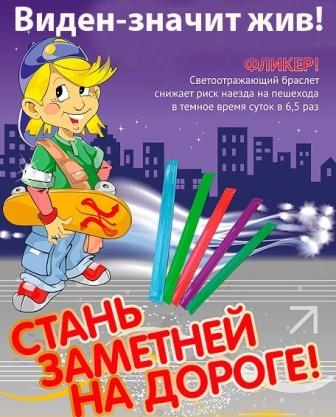 Виден-значит жив!
ФЛИКЕР!
Светоотражающий браслет
снижает риск наезда на пешехода
в темное время суток в 6,5 раз
СТАНЬ
ЗАМЕТНЕЙ
НА ДОРОГЕ!